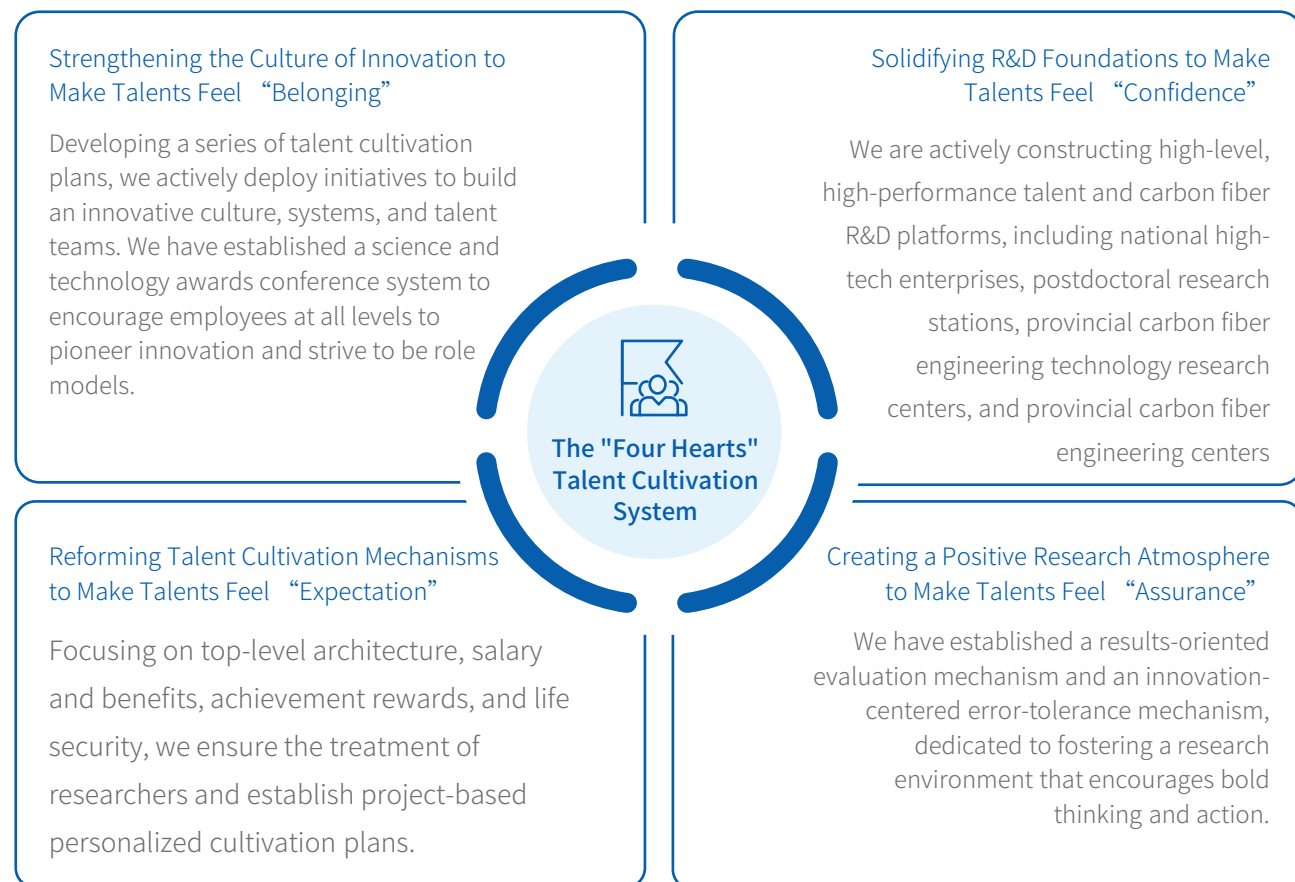 Strengthening the Culture of Innovation to
Make Talents Feel “Belonging”
Developing a series of talent cultivation
plans, we actively deploy initiatives to build
an innovative culture, systems, and talent
teams. We have established a science and
technology awards conference system to
encourage employees at all levels to
pioneer innovation and strive to be role
models.
Solidifying R&D Foundations to Make
Talents Feel “Confidence”
We are actively constructing high-level,
high-performance talent and carbon fiber
R&D platforms, including national high-
tech enterprises, postdoctoral research
stations, provincial carbon fiber
engineering technology research
centers, and provincial carbon fiber
engineering centers
The "Four Hearts"
Talent Cultivation
System
Reforming Talent Cultivation Mechanisms
to Make Talents Feel “Expectation”
Focusing on top-level architecture, salary
and benefits, achievement rewards, and life
security, we ensure the treatment of
researchers and establish project-based
personalized cultivation plans.
Creating a Positive Research Atmosphere
to Make Talents Feel “Assurance”
We have established a results-oriented
evaluation mechanism and an innovation-
centered error-tolerance mechanism,
dedicated to fostering a research
environment that encourages bold
thinking and action.